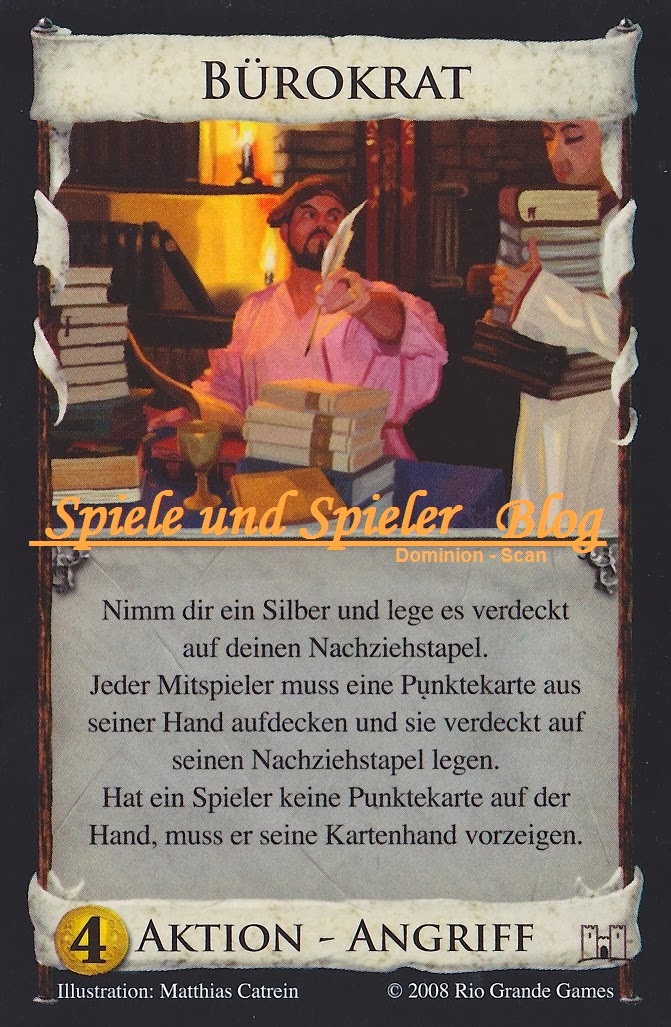 BÜROKRAT
Spiele und Spieler Blog
Dominion - Scan
Nimm dir ein Silber und lege es verdeckt
auf deinen Nachziehstapel.
Jeder Mitspieler muss eine Punktekarte aus
seiner Hand aufdecken und sie verdeckt auf
seinen Nachziehstapel legen.
Hat ein Spieler keine Punktekarte auf der
Hand, muss er seine Kartenhand vorzeigen.
4 AKTION - ANGRIFF
Illustration: Matthias Catrein © 2008 Rio Grande Games